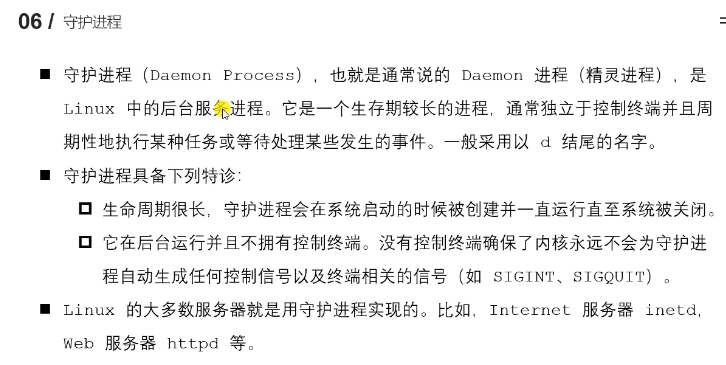 06 / 守护进程
守护进程（Daemon Process），也就是通常说的 Daemon 进程（精灵进程），是
Linux 中的后台服务进程。它是一个生存期较长的进程，通常独立于控制终端并且周
期性地执行某种任务或等待处理某些发生的事件。一般采用以 d 结尾的名字。
守护进程具备下列特诊：
生命周期很长，守护进程会在系统启动的时候被创建并一直运行直至系统被关闭。
它在后台运行并且不拥有控制终端。没有控制终端确保了内核永远不会为守护进
程自动生成任何控制信号以及终端相关的信号（如 SIGINT、SIGQUIT）。
Linux 的大多数服务器就是用守护进程实现的。比如，Internet 服务器 inetd，
Web 服务器 httpd 等。